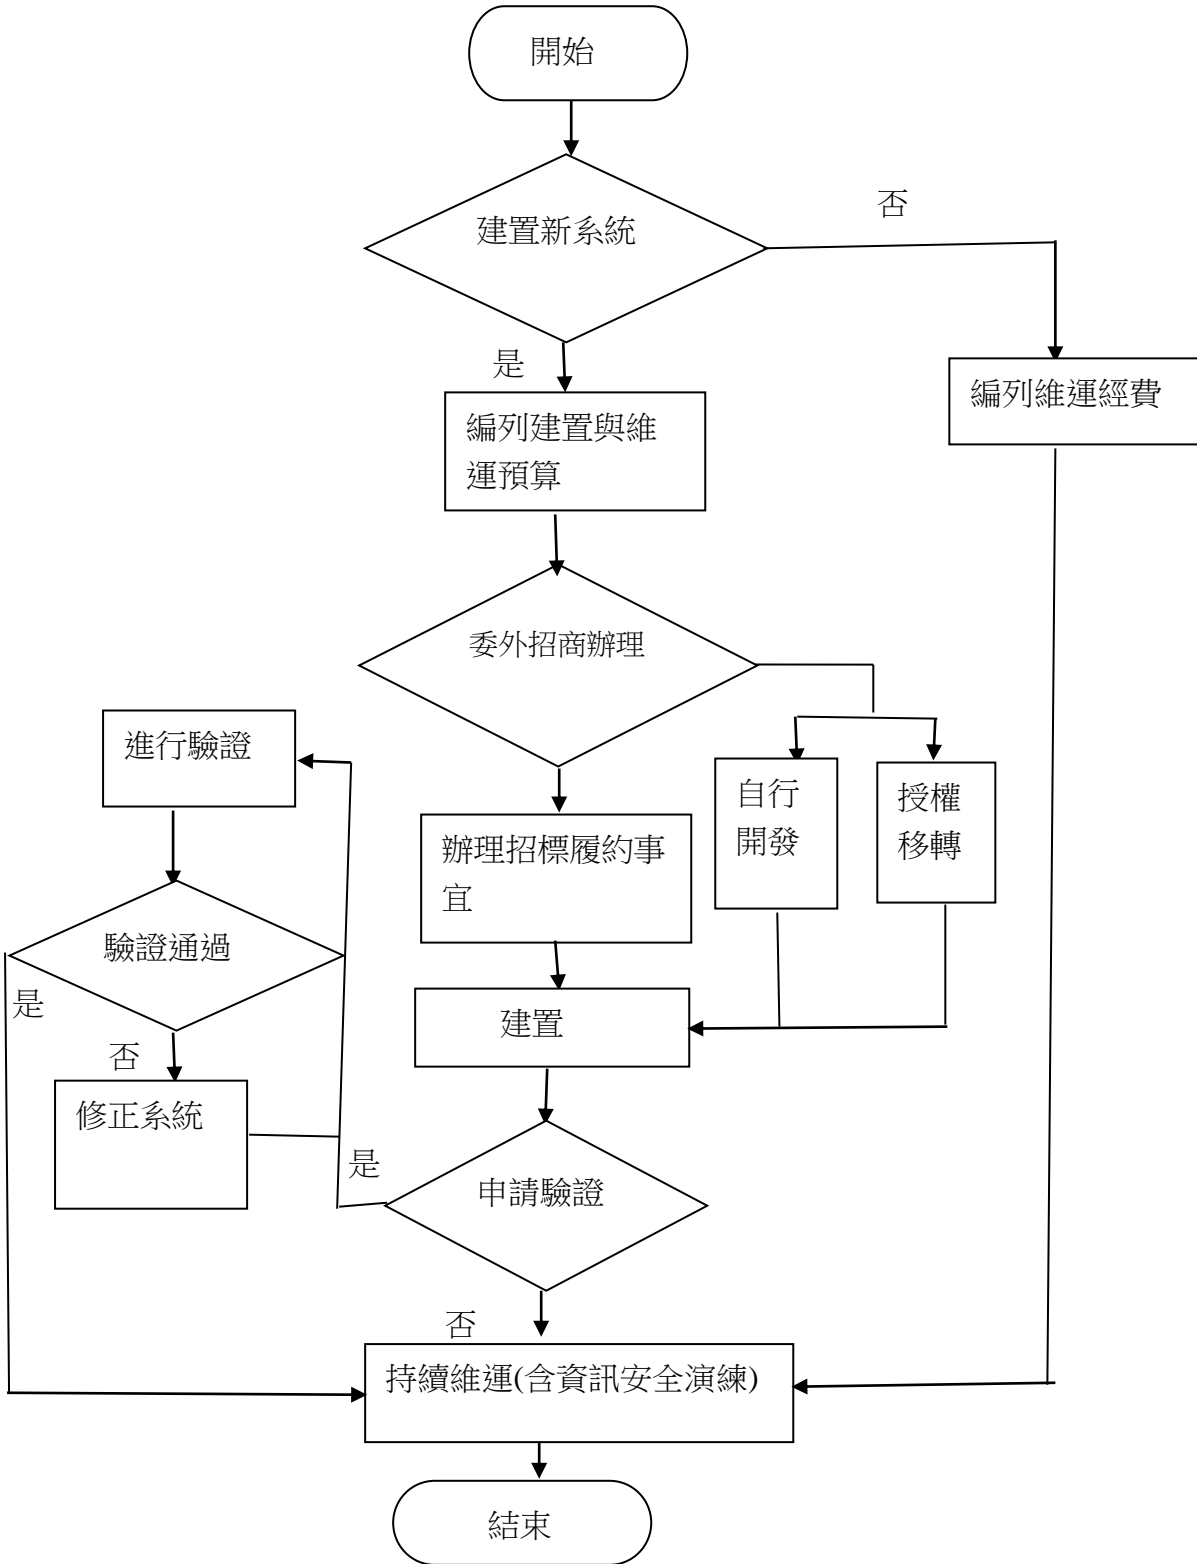 開始
建置新系統
否
是
編列維運經費
編列建置與維
運預算
委外招商辦理
進行驗證
自行
開發
授權
移轉
辦理招標履約事
宜
驗證通過
是
建置
否
修正系統
是
申請驗證
否
持續維運(含資訊安全演練)
結束